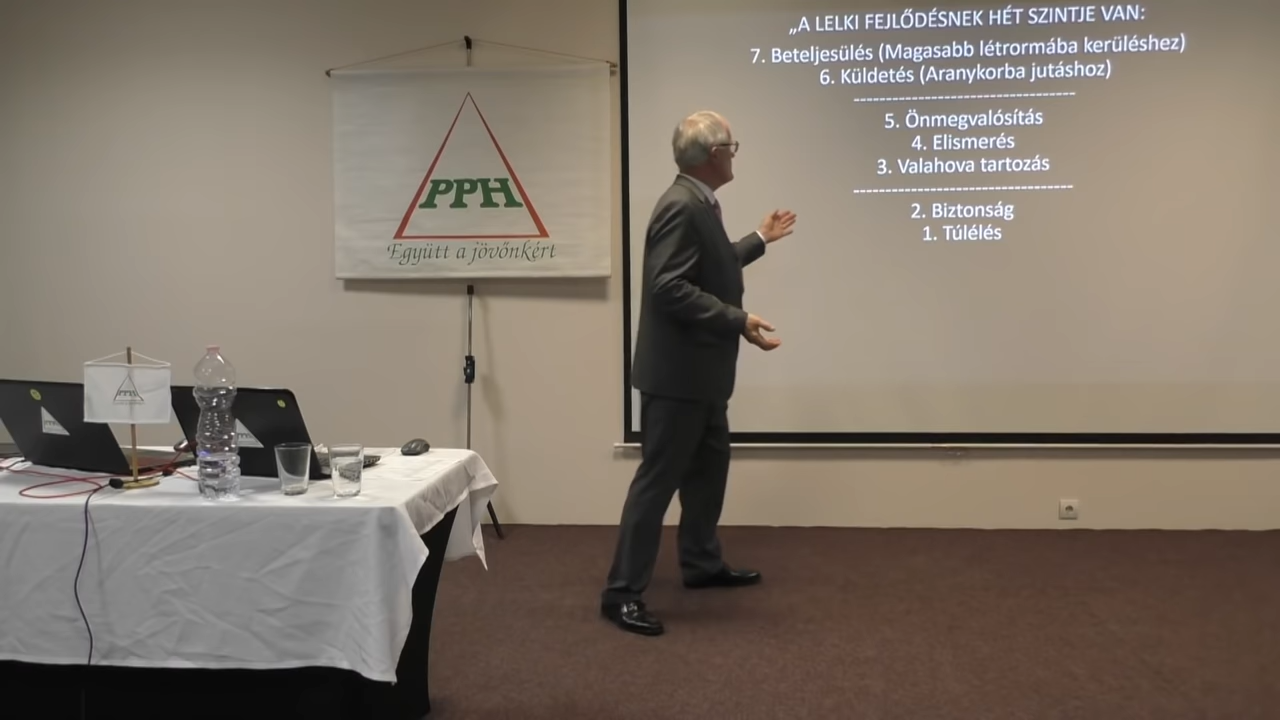 „A LELKI FEJLŐDÉSNEK HÉT SZINTJE VAN:
7. Beteljesülés (Magasabb létrormába kerüléshez)
6. Küldetés (Aranykorba jutáshoz)
5. Önmegvalósítás
4. Elismerés
3. Valahova tartozás
2. Biztonság
1. Túlélés
PPH
Együtt a jövőnkért
PPH